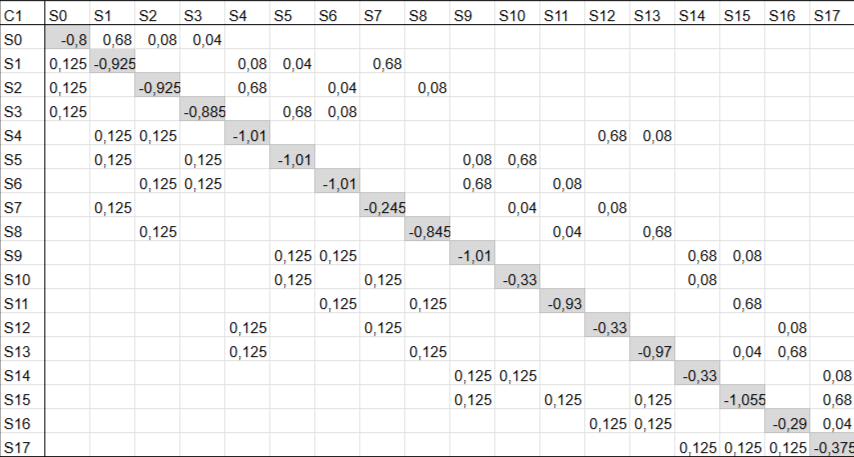 C1 S0 S1 S2 S3 S4 S5 S6 S7 S8 S9 S10 S11 S12 S13 S14 S15 S16 S17
S0 -0,8 0,68 0,08 0,04
S1 0,125 -0,925 0,08 0,04 0,68
S2 0,125 -0,925 0,68 0,04 0,08
S3 0,125 -0,885 0,68 0,08
S4 0,125 0,125 -1,01 0,68 0,08
S5 0,125 0,125 -1,01 0,08 0,68
S6 0,125 0,125 -1,01 0,68 0,08
S7 0,125 -0,245 0,04 0,08
S8 0,125 -0,845 0,04 0,68
S9 0,125 0,125 -1,01 0,68 0,08
S10 0,125 0,125 -0,33 0,08
S11 0,125 0,125 -0,93 0,68
S12 0,125 0,125 -0,33 0,08
S13 0,125 0,125 -0,97 0,04 0,68
S14 0,125 0,125 -0,33 0,08
S15 0,125 0,125 0,125 -1,055 0,68
S16 0,125 0,125 -0,29 0,04
S17 0,125 0,125 0,125 -0,375